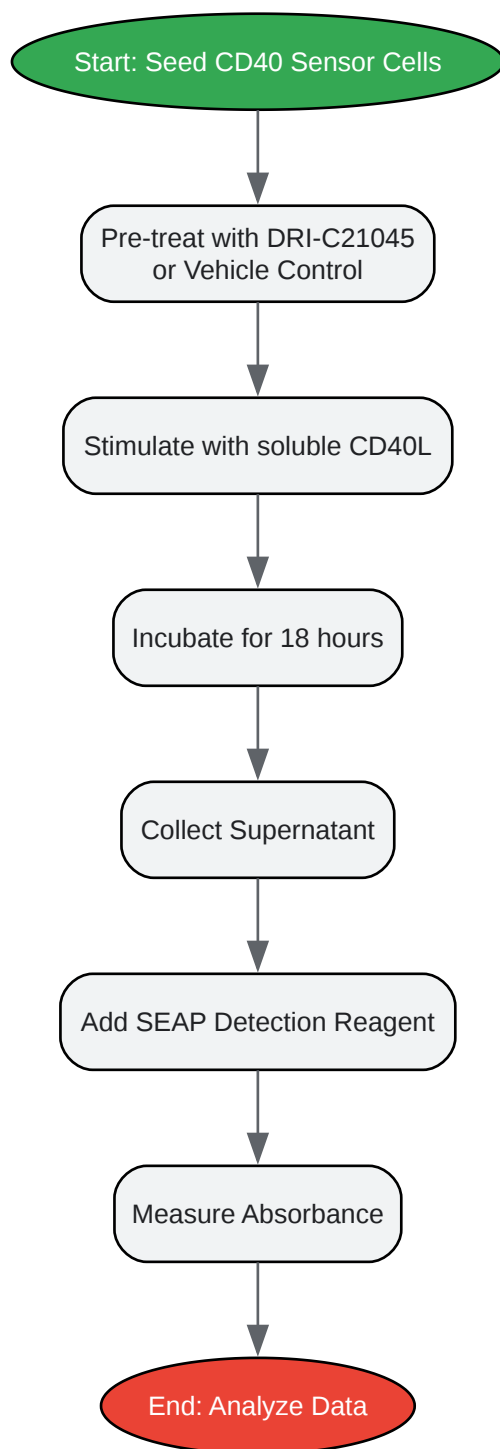 Start: Seed CD40 Sensor Cells
Pre-treat with DRI-C21045
or Vehicle Control
Stimulate with soluble CD40L
Incubate for 18 hours
Collect Supernatant
Add SEAP Detection Reagent
Measure Absorbance
End: Analyze Data